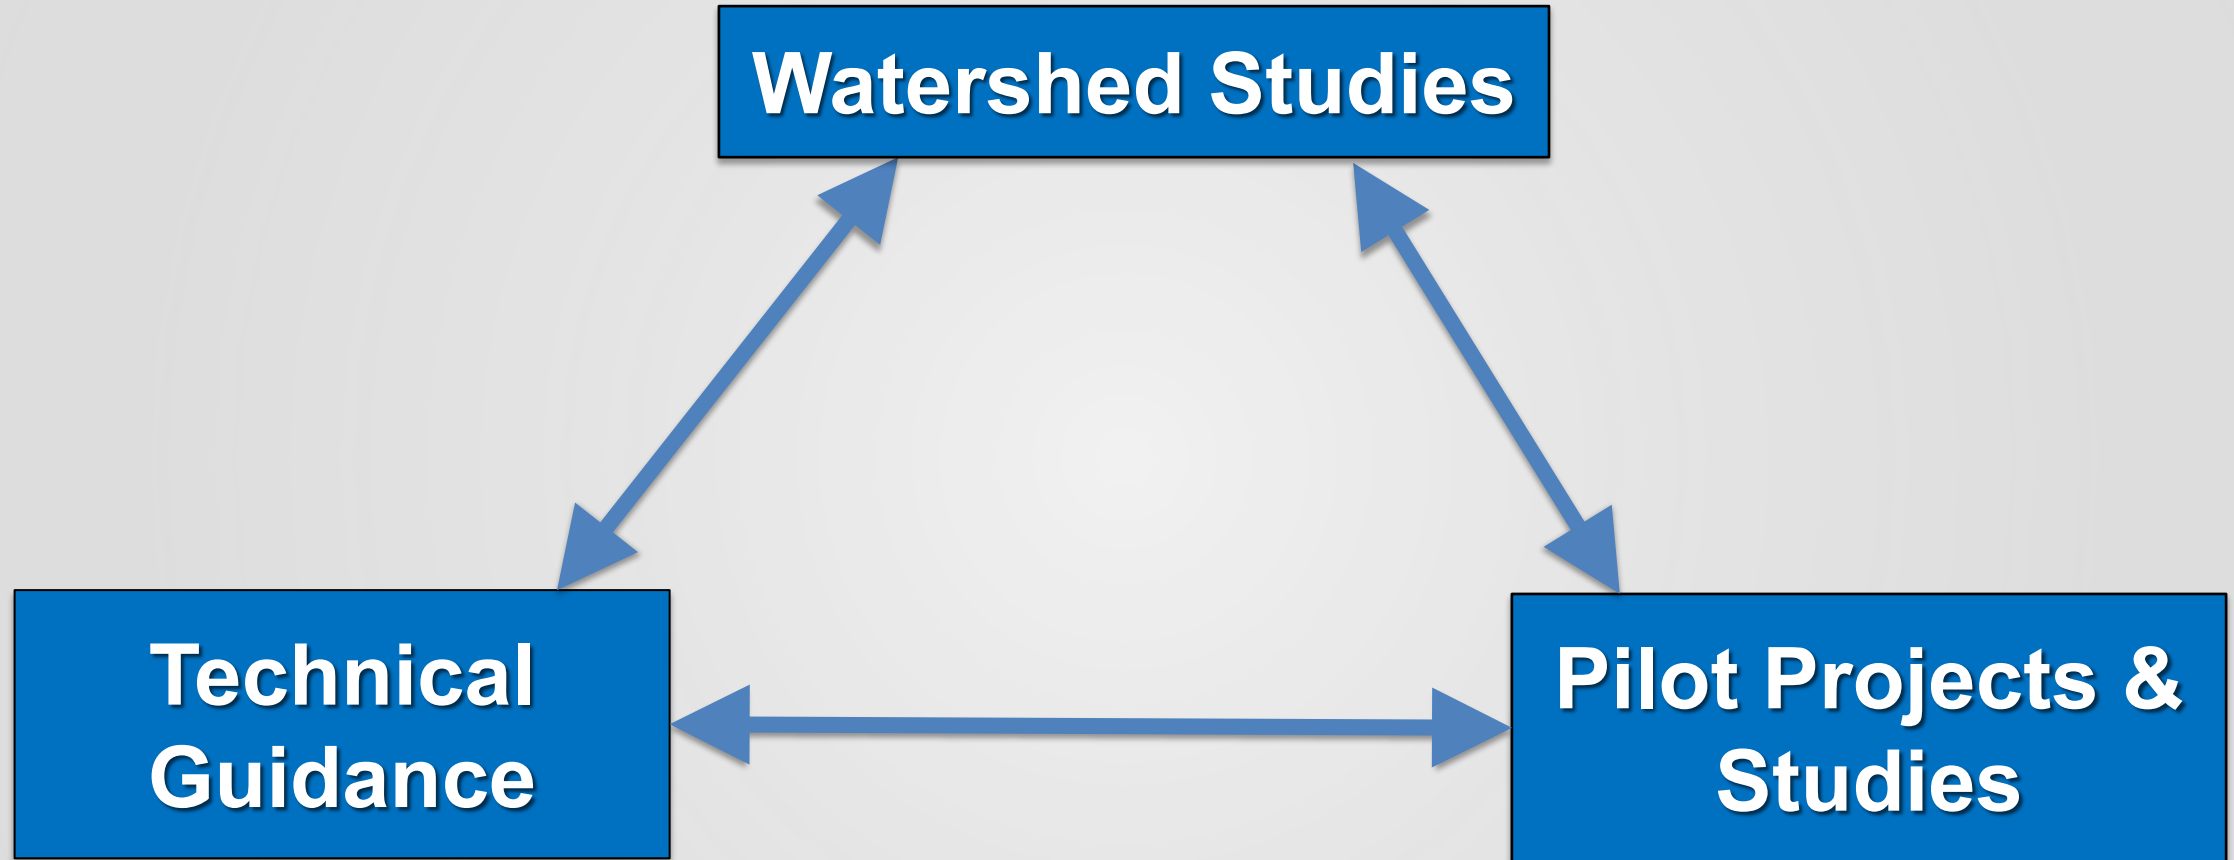 Watershed Studies
Technical
Guidance
Pilot Projects &
Studies